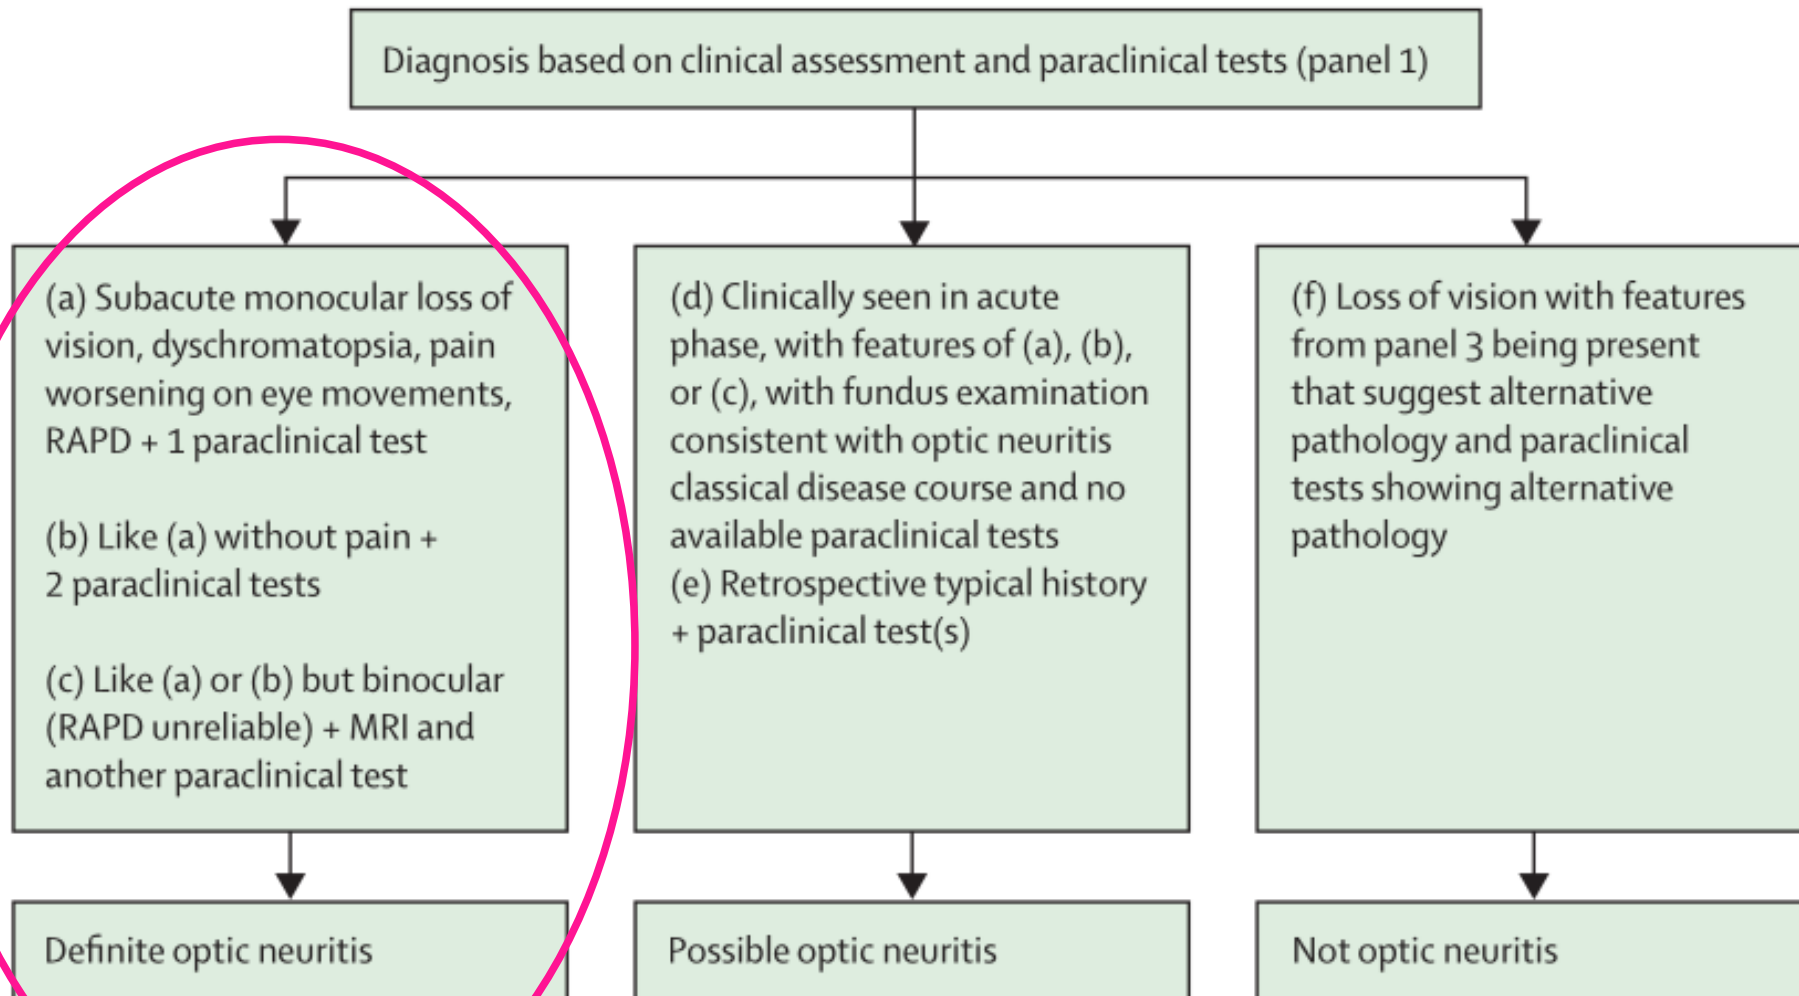 Diagnosis based on clinical assessment and paraclinical tests (panel 1)
(a) Subacute monocular loss of
vision, dyschromatopsia, pain
worsening on eye movements,
RAPD + 1 paraclinical test
(b) Like (a) without pain +
2 paraclinical tests
(c) Like (a) or (b) but binocular
(RAPD unreliable) + MRI and
another paraclinical test
Definite optic neuritis
(d) Clinically seen in acute
phase, with features of (a), (b),
or (c), with fundus examination
consistent with optic neuritis
classical disease course and no
available paraclinical tests
(e) Retrospective typical history
+ paraclinical test(s)
Possible optic neuritis
(f) Loss of vision with features
from panel 3 being present
that suggest alternative
pathology and paraclinical
tests showing alternative
pathology
Not optic neuritis